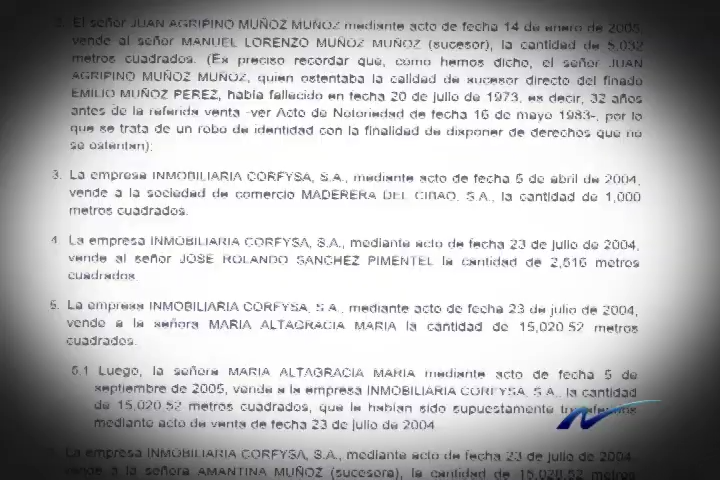 2. El señor JUAN AGRIPINO MUÑOZ MUÑOZ mediante acto de fecha 14 de enero de 2005,
vende al señor MANUEL LORENZO MUÑOZ MUÑOZ (sucesor), la cantidad de 5,032
metros cuadrados. (Es preciso recordar que, como hemos dicho, el señor JUAN
AGRIPINO MUÑOZ MUÑOZ, quien ostentaba la calidad de sucesor directo del finado
EMILIO MUÑOZ PEREZ, había fallecido en fecha 20 de julio de 1973, es decir, 32 años
antes de la referida venta -ver Acto de Notoriedad de fecha 16 de mayo 1983-, por lo
que se trata de un robo de identidad con la finalidad de disponer de derechos que no
se ostentan);
3. La empresa INMOBILIARIA CORFYSA, S.A., mediante acto de fecha 5 de abril de 2004,
vende a la sociedad de comercio MADERERA DEL CIBAO, S.A., la cantidad de 1,000
metros cuadrados.
4. La empresa INMOBILIARIA CORFYSA, S.A., mediante acto de fecha 23 de julio de 2004,
vende al señor JOSE ROLANDO SANCHEZ PIMENTEL la cantidad de 2,516 metros
cuadrados.
5. La empresa INMOBILIARIA CORFYSA, S.A., mediante acto de fecha 23 de julio de 2004,
vende a la señora MARIA ALTAGRACIA MARIA la cantidad de 15,020.52 metros
cuadrados.
5.1 Luego, la señora MARIA ALTAGRACIA MARIA mediante acto de fecha 5 de
septiembre de 2005, vende a la empresa INMOBILIARIA CORFYSA, S.A., la cantidad
de 15,020.52 metros cuadrados, que le habían sido supuestamente
mediante acto de venta de fecha 23 de julio de 2004.
La empresa INMOBILIARIA CORFYSA, S.A., mediante acto de fecha 23 de julio de 2004,
vende a la señora AMANTINA MUÑOZ (sucesora), la cantidad de 15,020.52 metros